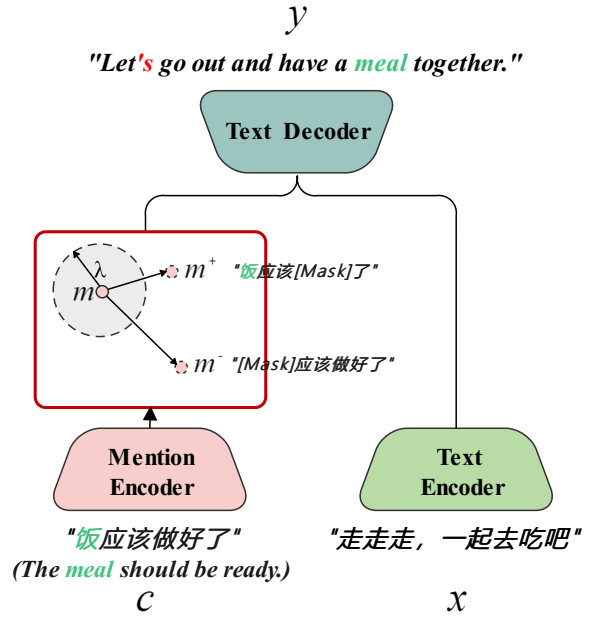 y
"Let's go out and have a meal together."
Text Decoder
λ
m
m⁺ "饭应该[Mask]了"
m⁻ "[Mask]应该做好了"
Mention
Encoder
Text
Encoder
"饭应该做好了"
(The meal should be ready.)
"走走走，一起去吃吧"
c
x